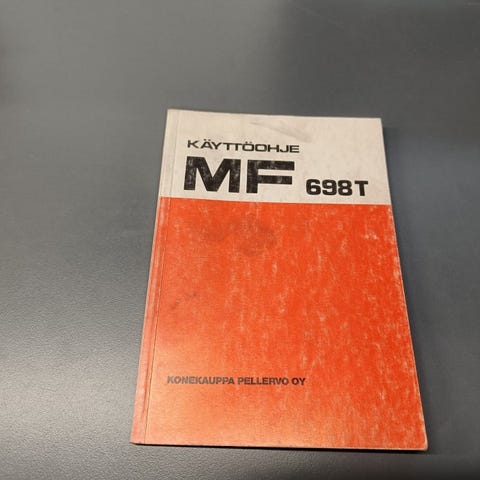 KÄYTTÖOHJE
MF 698T
KONEKAUPPA PELLERVO OY